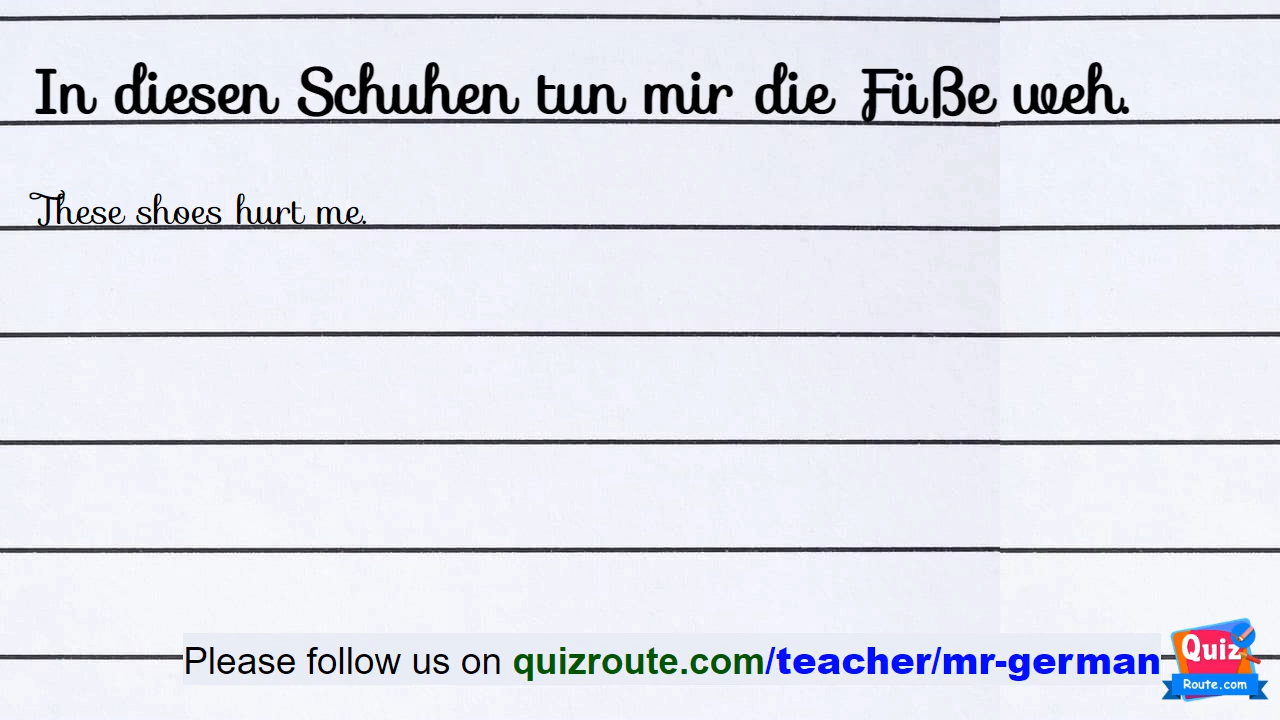 In diesen Schuhen tun mir die Füße weh.
These shoes hurt me.
Please follow us on quizroute.com/teacher/mr-german
Quiz
Route.com